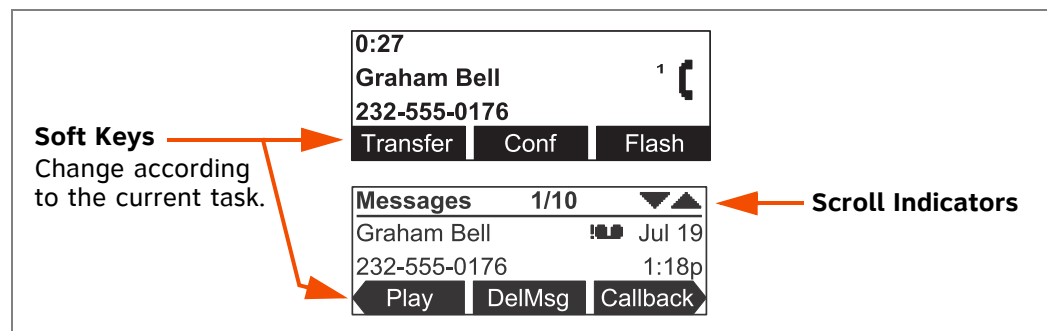 0:27
Graham Bell 1
232-555-0176
Transfer Conf Flash
Soft Keys
Change according
to the current task.
Messages 1/10
Scroll Indicators
Graham Bell ! Jul 19
232-555-0176 1:18p
Play DelMsg Callback